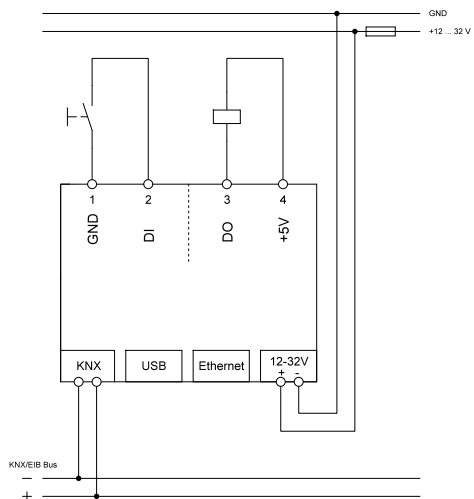 GND
+12 ... 32 V
1 2 3 4
GND DI DO +5V
KNX USB Ethernet 12-32V
+ -
KNX/EIB Bus
−
+